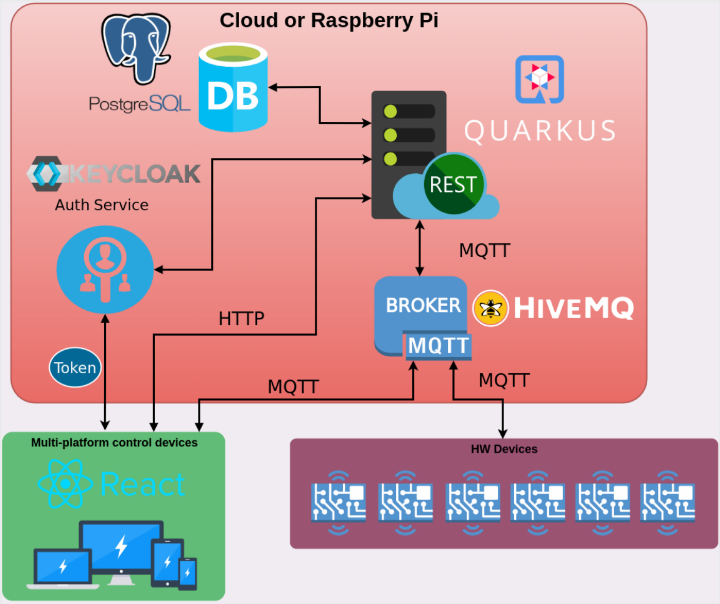 Cloud or Raspberry Pi
PostgreSQL
DB
QUARKUS
KEYCLOAK
Auth Service
REST
MQTT
BROKER
MQTT
HIVEMQ
HTTP
Token
MQTT
MQTT
Multi-platform control devices
React
HW Devices